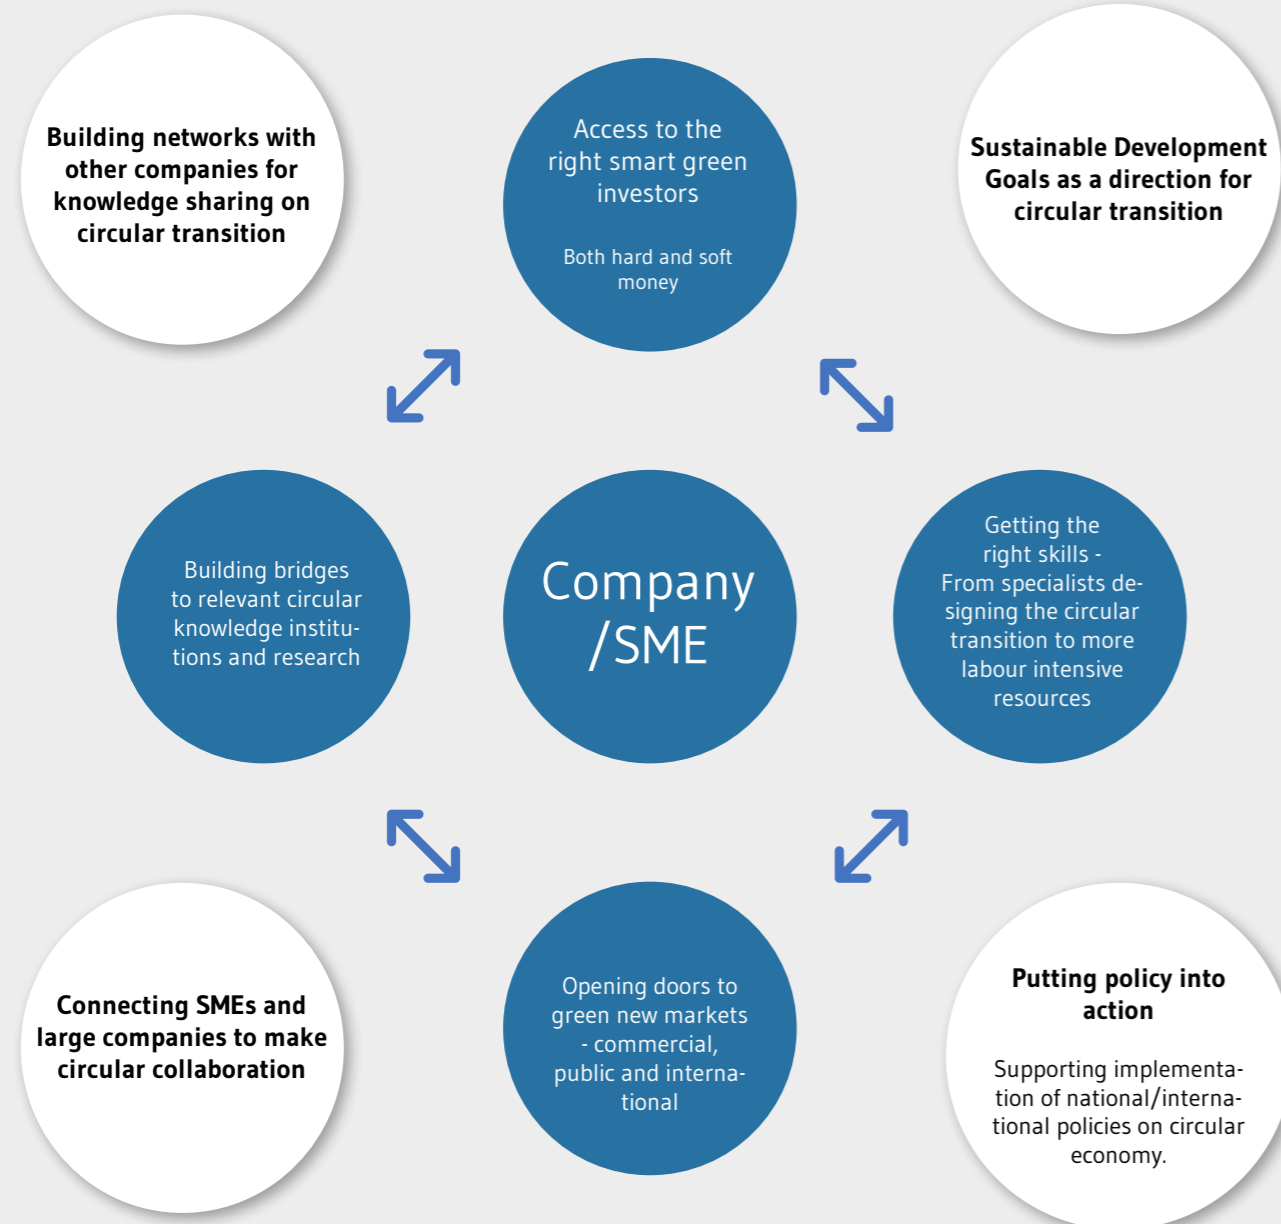 Building networks with
other companies for
knowledge sharing on
circular transition
Access to the
right smart green
investors
Both hard and soft
money
Sustainable Development
Goals as a direction for
circular transition
Building bridges
to relevant circular
knowledge institu-
tions and research
Company
/SME
Getting the
right skills -
From specialists de-
signing the circular
transition to more
labour intensive
resources
Connecting SMEs and
large companies to make
circular collaboration
Opening doors to
green new markets
- commercial,
public and interna-
tional
Putting policy into
action
Supporting implementa-
tion of national/interna-
tional policies on circular
economy.